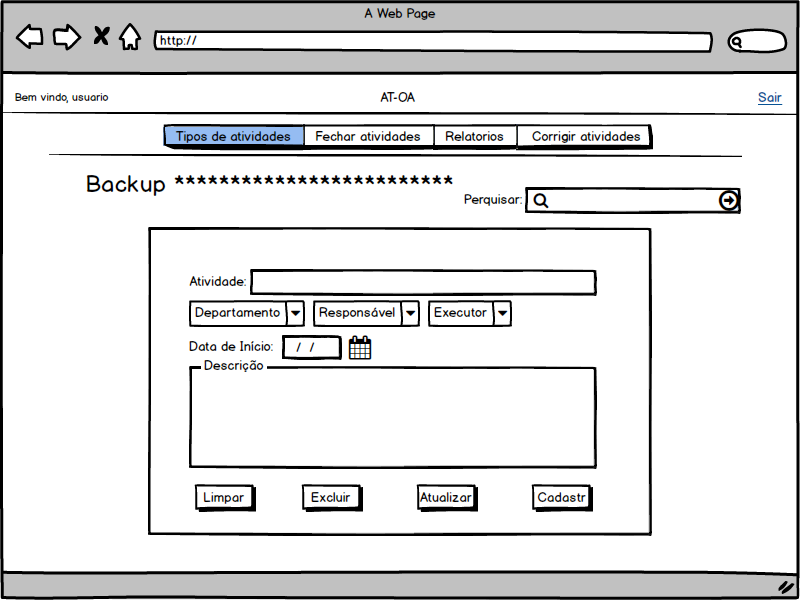 A Web Page
http://
Bem vindo, usuario
AT-OA
Sair
Tipos de atividades
Fechar atividades
Relatorios
Corrigir atividades
Backup *************************
Perquisar:
Atividade:
Departamento
Responsável
Executor
Data de Início: / /
Descrição
Limpar
Excluir
Atualizar
Cadastr